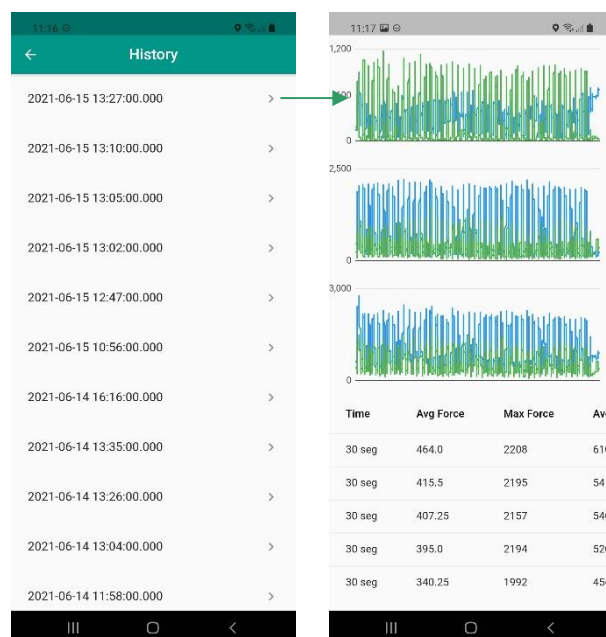 11:16
History
2021-06-15 13:27:00.000
2021-06-15 13:10:00.000
2021-06-15 13:05:00.000
2021-06-15 13:02:00.000
2021-06-15 12:47:00.000
2021-06-15 10:56:00.000
2021-06-14 16:16:00.000
2021-06-14 13:35:00.000
2021-06-14 13:26:00.000
2021-06-14 13:04:00.000
2021-06-14 11:58:00.000
11:17
1,200
0
2,500
0
3,000
0
Time Avg Force Max Force
30 seg 464.0 2208
30 seg 415.5 2195
30 seg 407.25 2157
30 seg 395.0 2194
30 seg 340.25 1992